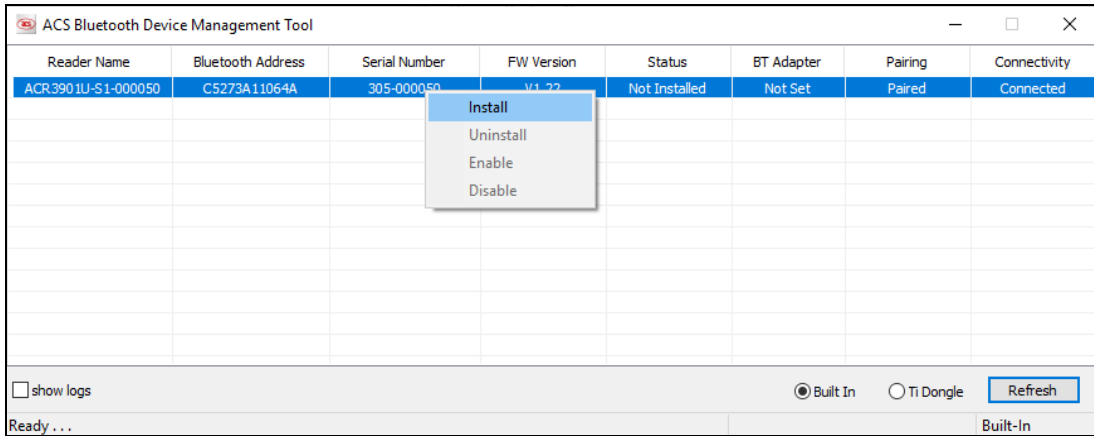 ACS Bluetooth Device Management Tool
Reader Name Bluetooth Address Serial Number FW Version Status BT Adapter Pairing Connectivity
ACR3901U-S1-000050 C5273A11064A 305-000050 V1.22 Not Installed Not Set Paired Connected
Install
Uninstall
Enable
Disable
show logs Built In Ti Dongle Refresh
Ready . . . Built-In